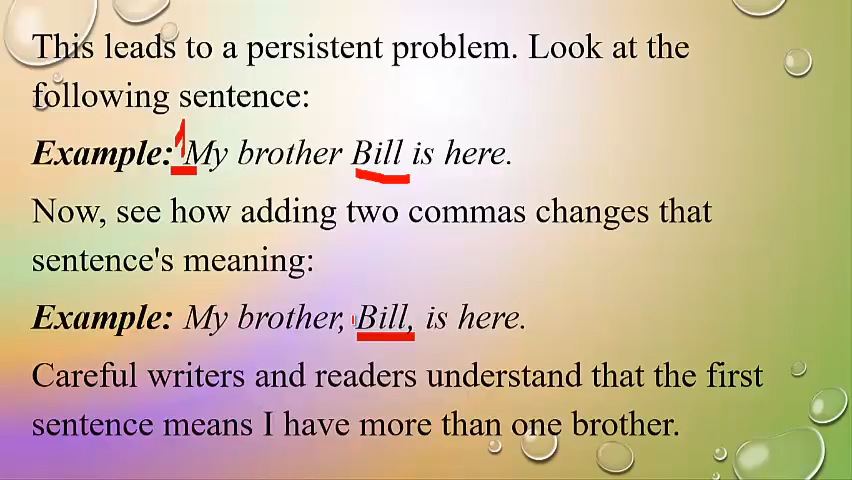 This leads to a persistent problem. Look at the
following sentence:
Example: 1 My brother Bill is here.
Now, see how adding two commas changes that
sentence's meaning:
Example: My brother, Bill, is here.
Careful writers and readers understand that the first
sentence means I have more than one brother.